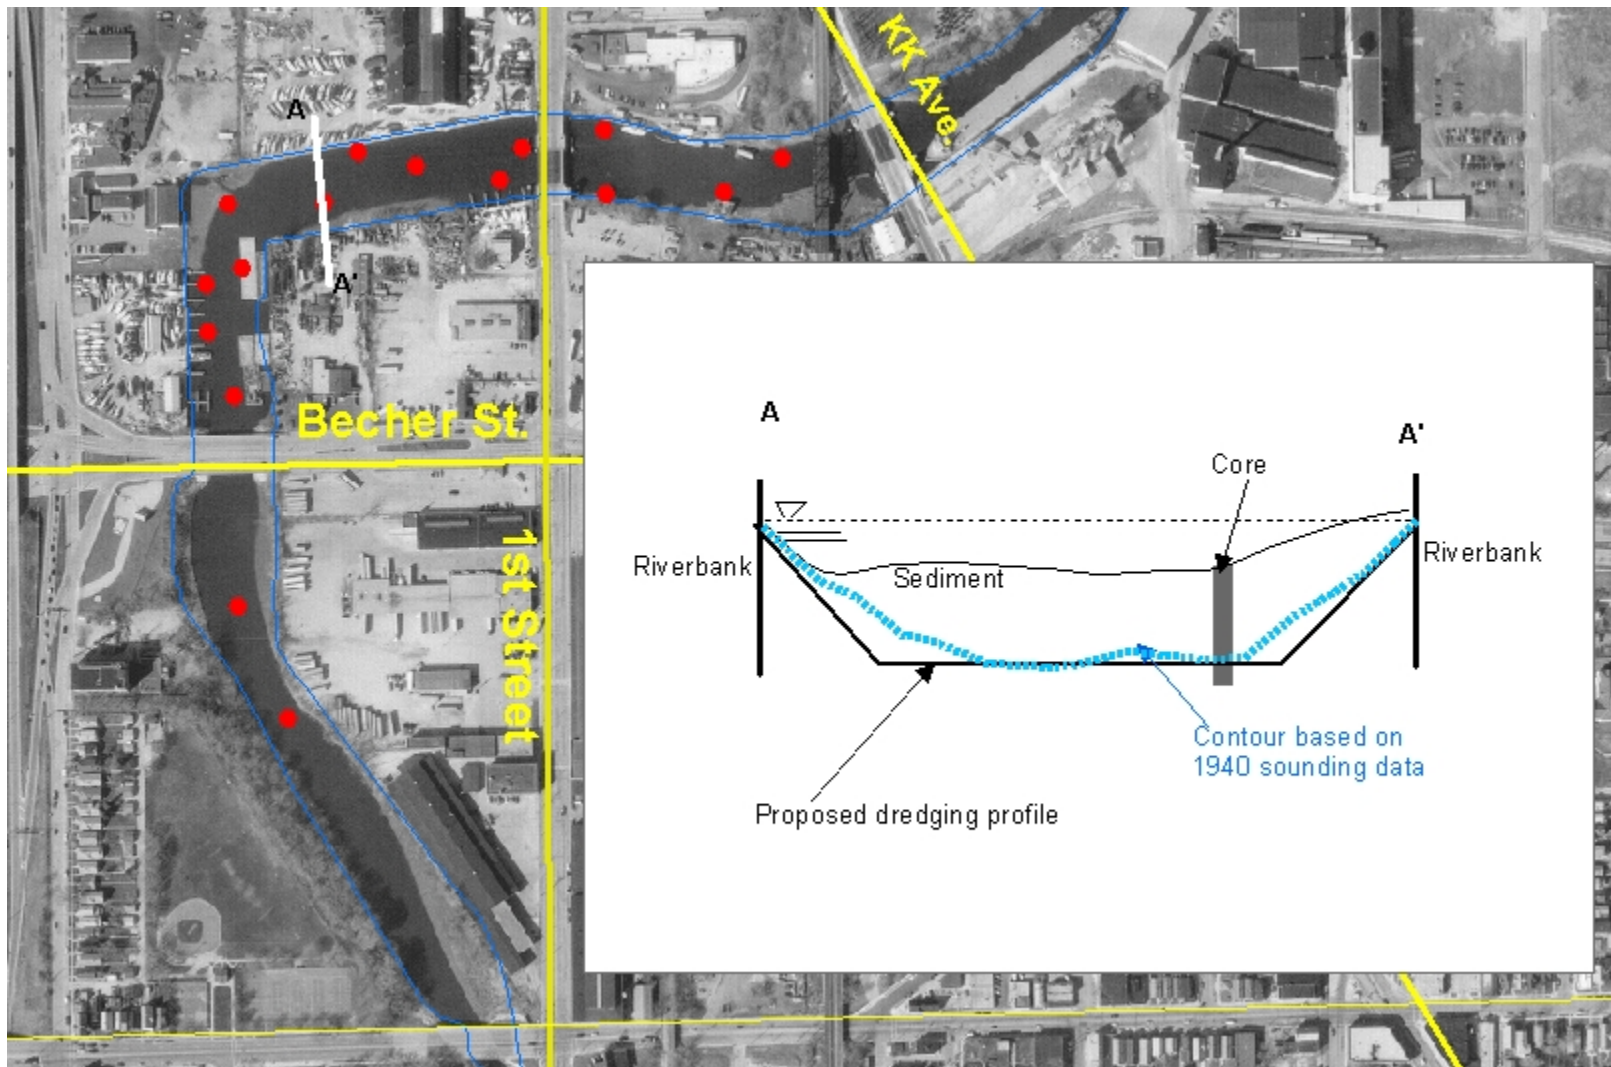 KK Ave.
A
A'
Becher St.
1st Street
A
A'
Core
Riverbank
Sediment
Riverbank
Contour based on
1940 sounding data
Proposed dredging profile